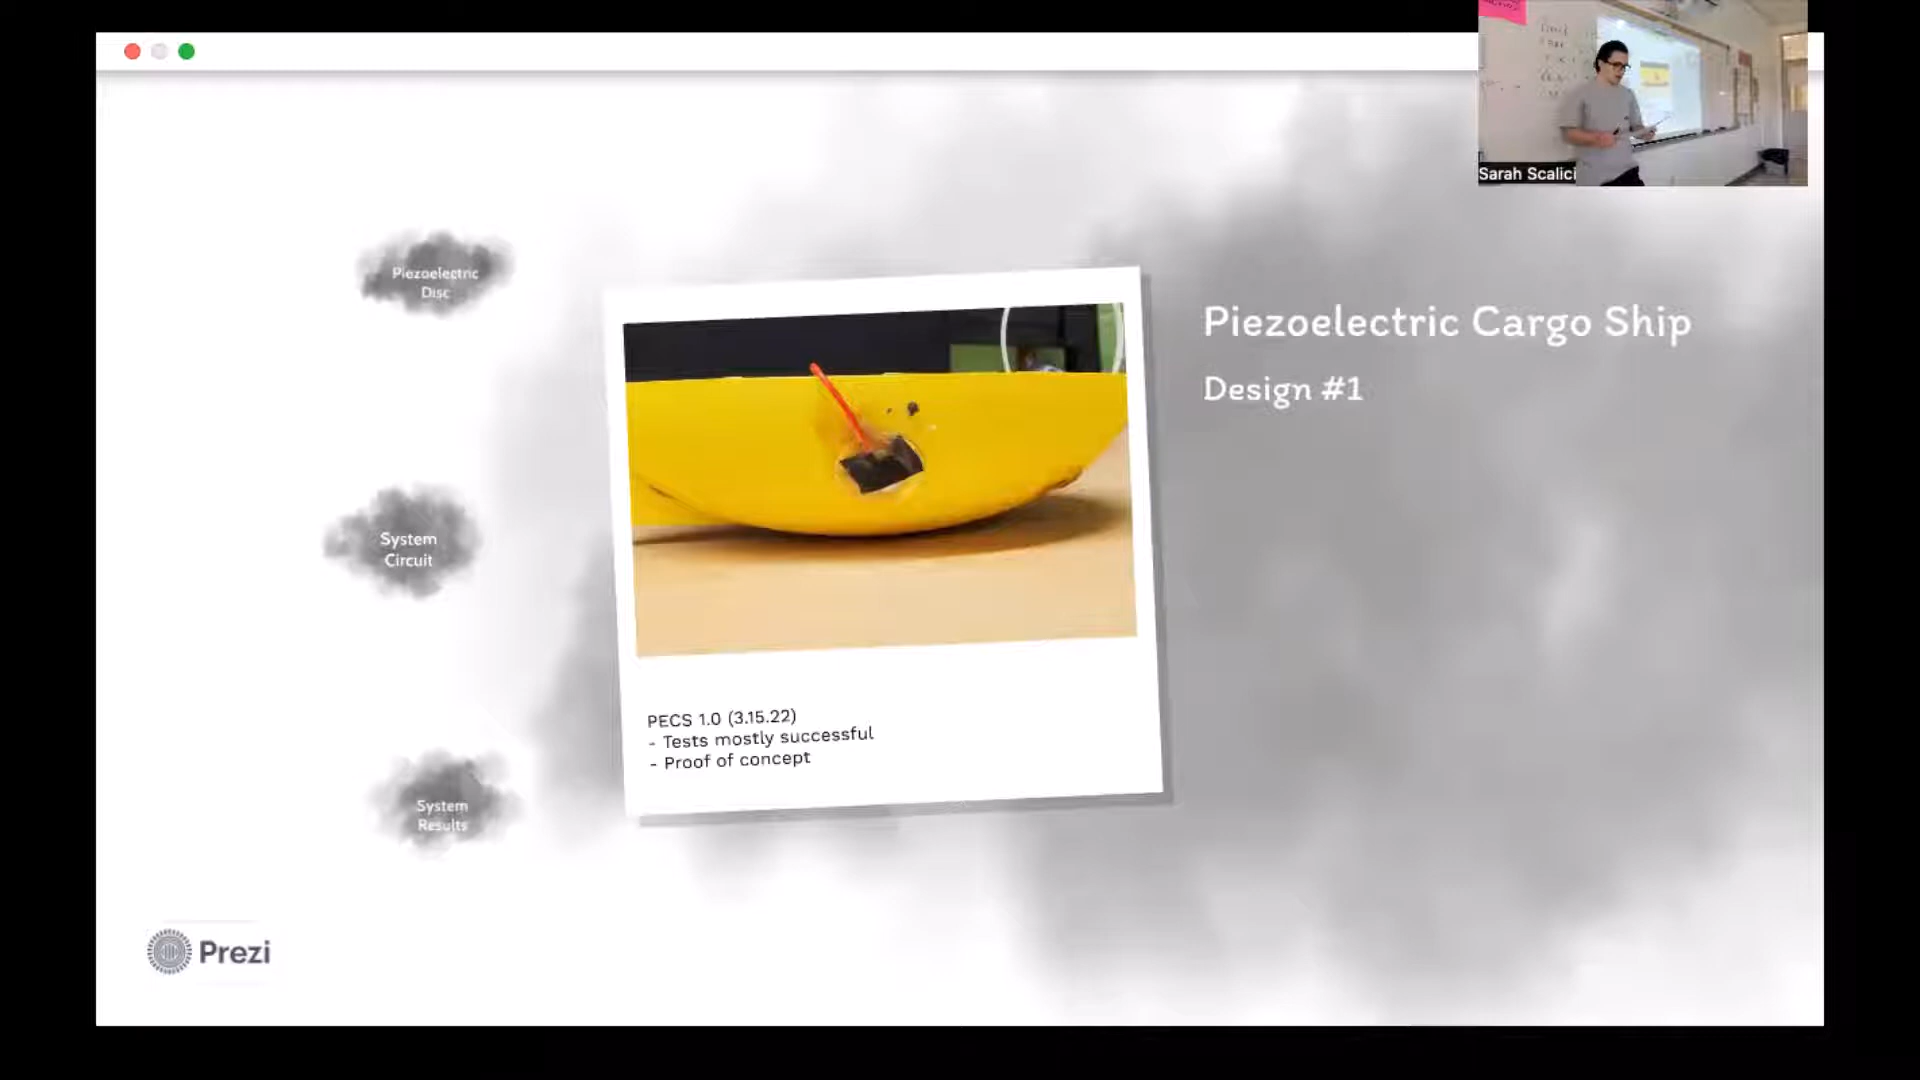 Sarah Scalici
Piezoelectric
Disc
Piezoelectric Cargo Ship
Design #1
System
Circuit
PECS 1.0 (3.15.22)
- Tests mostly successful
- Proof of concept
System
Results
Prezi